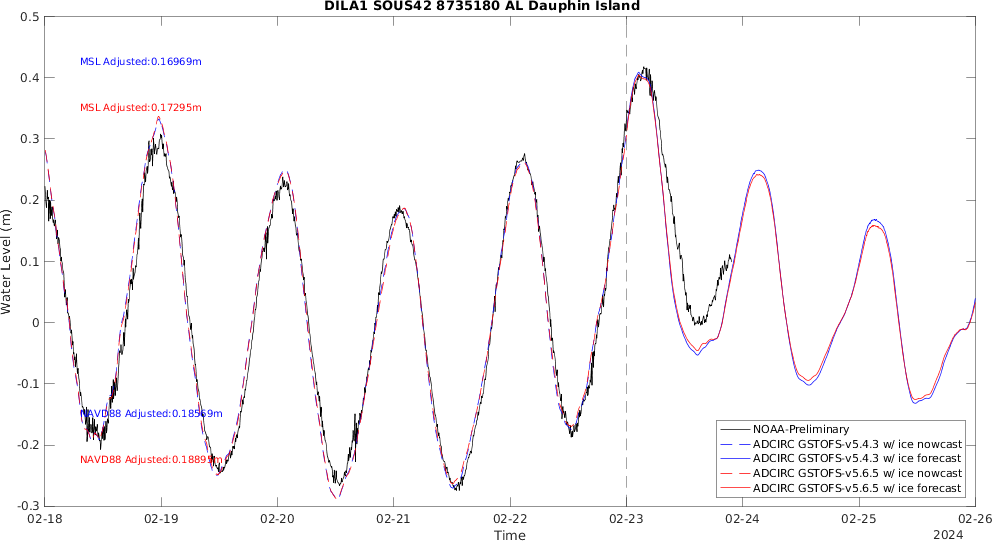 DILA1 SOUS42 8735180 AL Dauphin Island
0.5
0.4
0.3
0.2
0.1
0
-0.1
-0.2
-0.3
Water Level (m)
MSL Adjusted:0.16969m
MSL Adjusted:0.17295m
NAVD88 Adjusted:0.18569m
NAVD88 Adjusted:0.18895m
NOAA-Preliminary
ADCIRC GSTOFS-v5.4.3 w/ ice nowcast
ADCIRC GSTOFS-v5.4.3 w/ ice forecast
ADCIRC GSTOFS-v5.6.5 w/ ice nowcast
ADCIRC GSTOFS-v5.6.5 w/ ice forecast
02-18 02-19 02-20 02-21 02-22 02-23 02-24 02-25 02-26
Time
2024